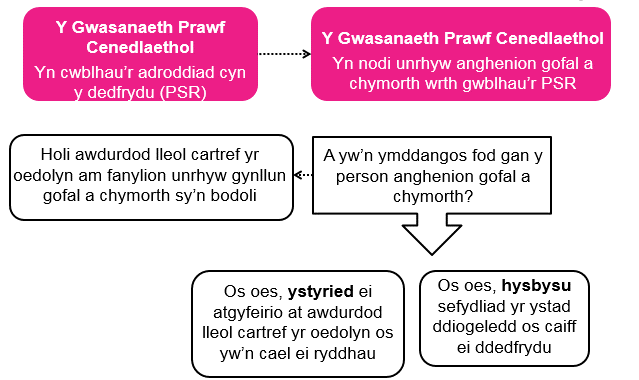 Y Gwasanaeth Prawf
Cenedlaethol
Yn cwblhau'r adroddiad cyn
y dedfrydu (PSR)
Y Gwasanaeth Prawf Cenedlaethol
Yn nodi unrhyw anghenion gofal a
chymorth wrth gwblhau'r PSR
Holi awdurdod lleol cartref yr
oedolyn am fanylion unrhyw gynllun
gofal a chymorth sy'n bodoli
A yw'n ymddangos fod gan y
person anghenion gofal a
chymorth?
Os oes, ystyried ei
atgyfeirio at awdurdod
lleol cartref yr oedolyn os
yw'n cael ei ryddhau
Os oes, hysbysu
sefydliad yr ystad
ddiogeledd os caiff
ei ddedfrydu